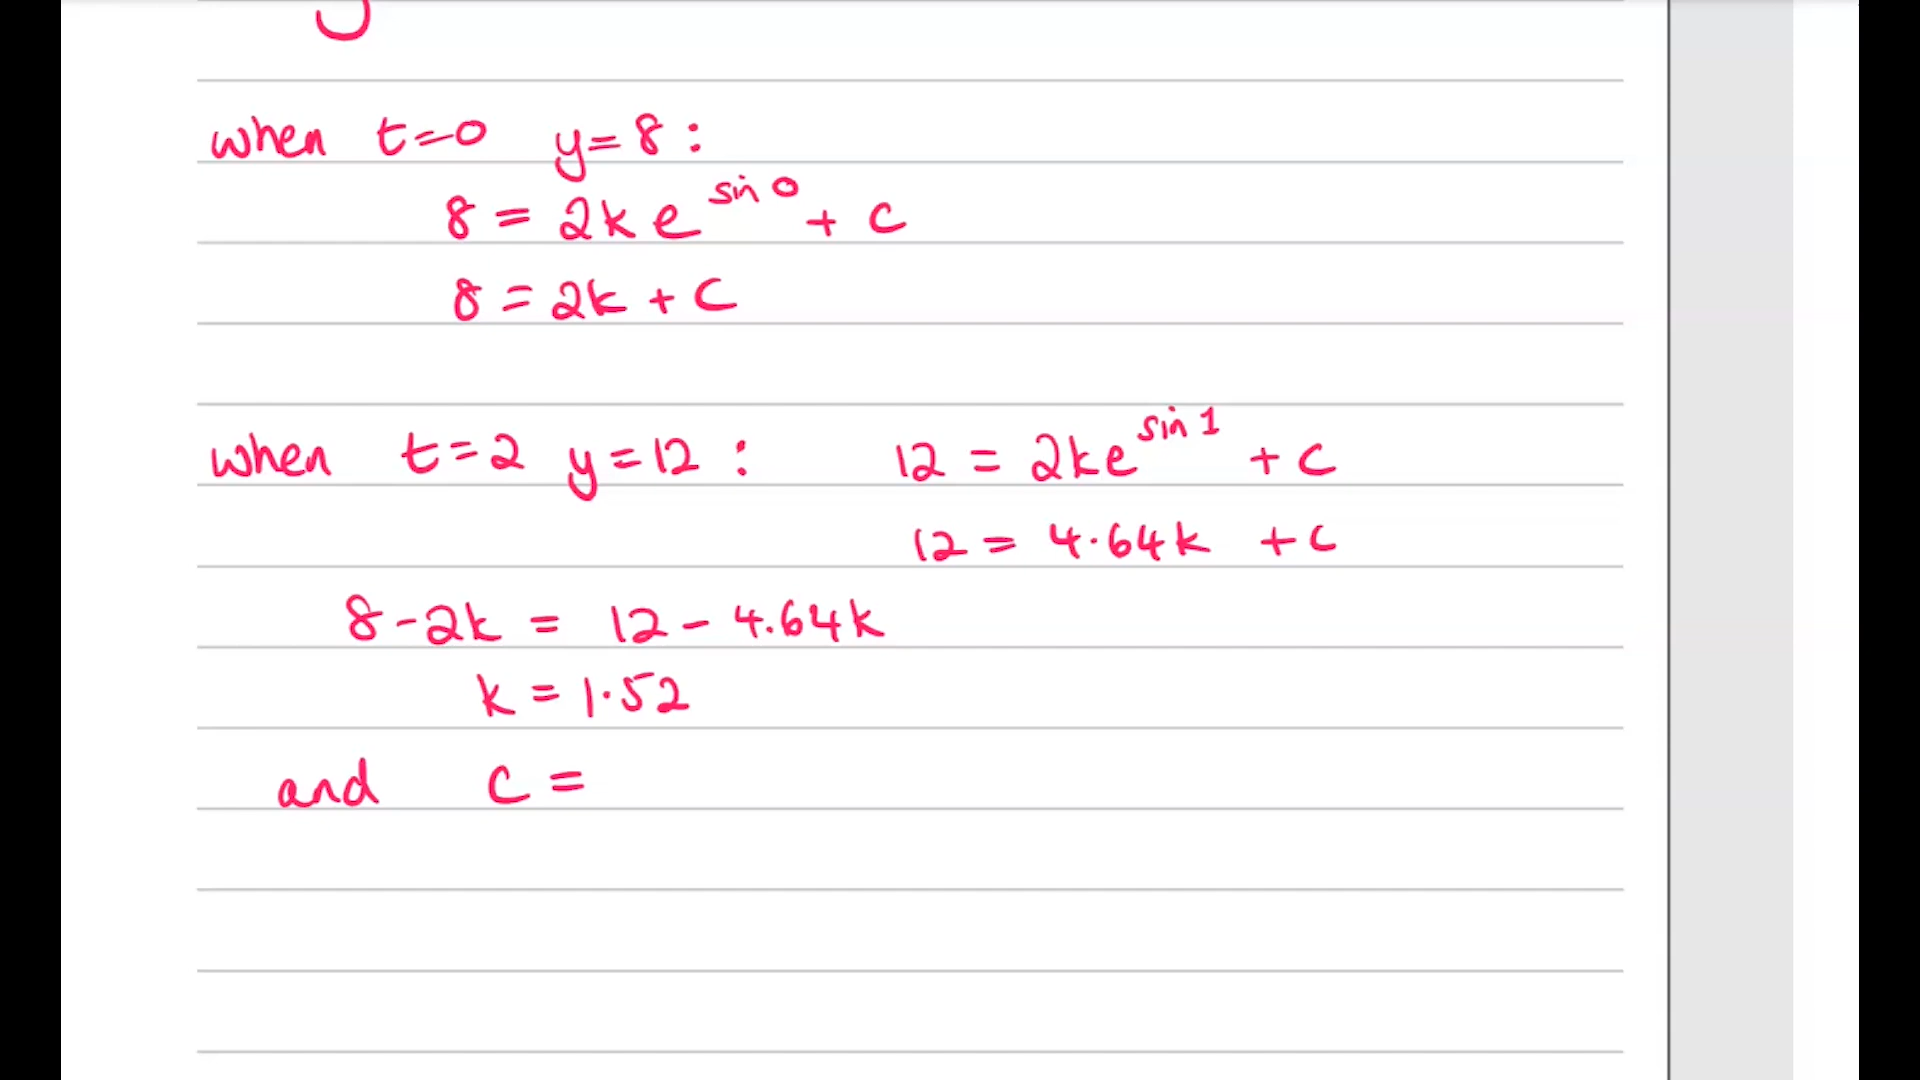 when t=0 y=8:
8 = 2k e^{sin 0} + c
8 = 2k + c
when t=2 y=12: 12 = 2ke^{sin 1} + c
12 = 4.64k + c
8-2k = 12 - 4.64k
k = 1.52
and c =